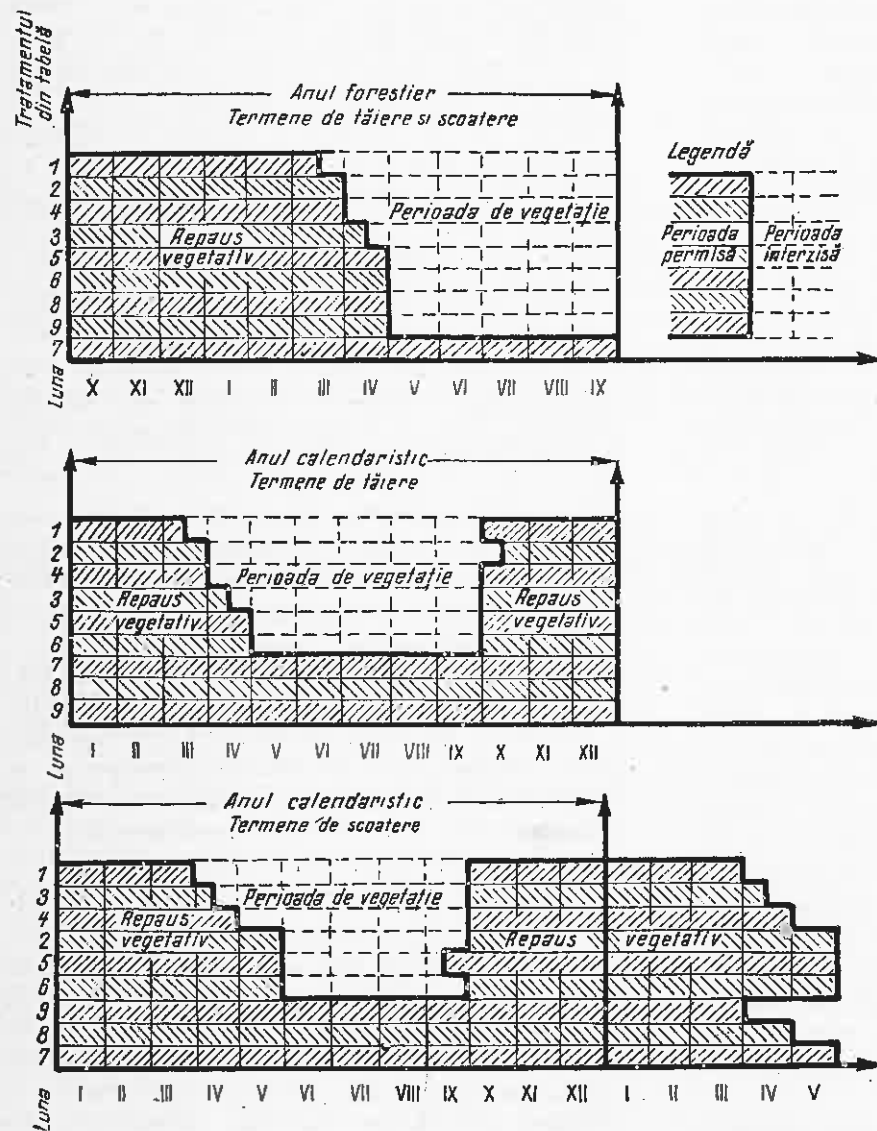 Tratamentul
din tabelă
Anul forestier
Termene de tăiere si scoatere
1
2
4
3
5
6
8
9
7
Perioada de vegetație
Repaus
vegetativ
Luna
X XI XII I II III IV V VI VII VIII IX
Legendă
Perioada permisă
Perioada interzisă
Anul calendaristic
Termene de tăiere
1
2
4
3
5
6
7
8
9
Perioada de vegetație
Repaus
vegetativ
Repaus
vegetativ
Luna
I II III IV V VI VII VIII IX X XI XII
Anul calendaristic
Termene de scoatere
1
3
4
2
5
6
9
8
7
Perioada de vegetație
Repaus
vegetativ
Repaus vegetativ
Luna
I II III IV V VI VII VIII IX X XI XII I II III IV V